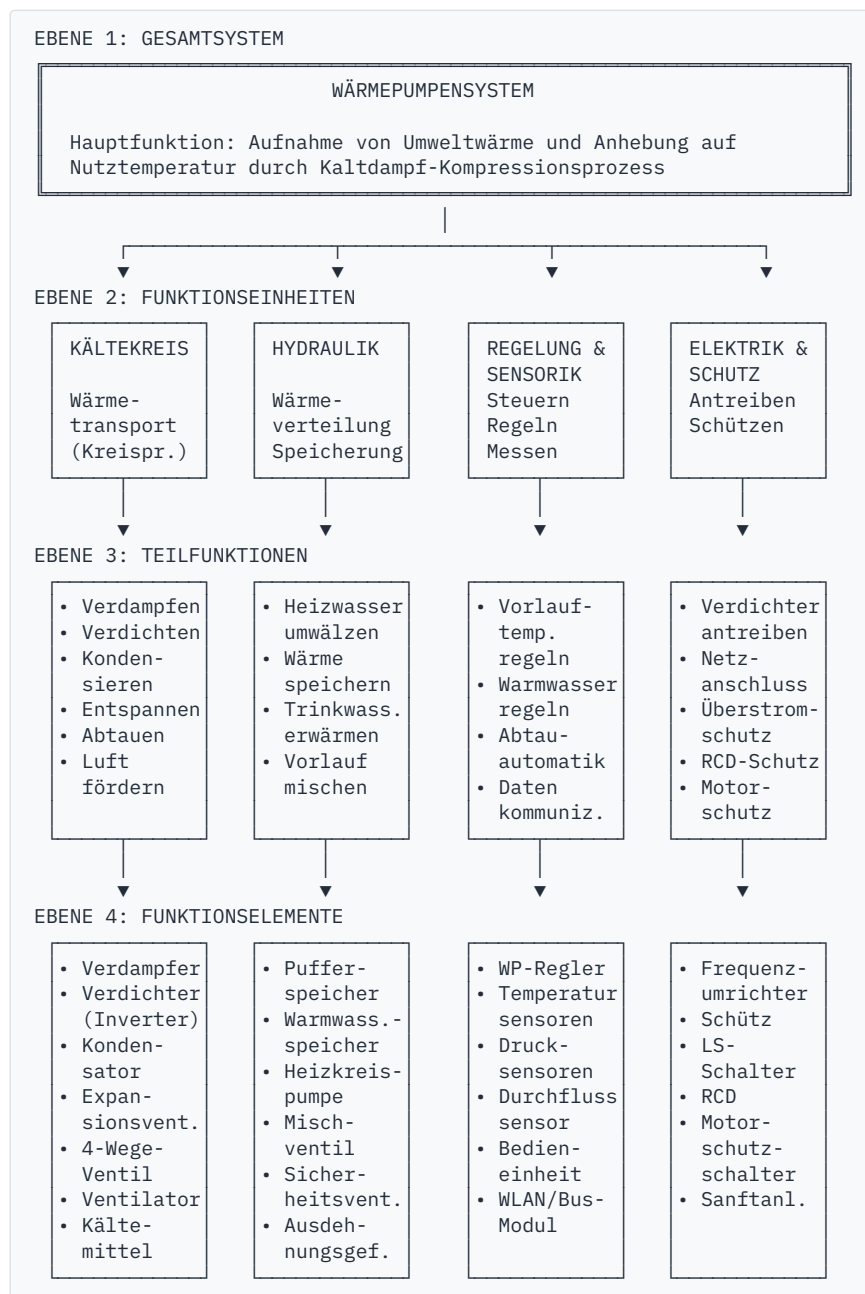 EBENE 1: GESAMTSYSTEM
WÄRMEPUMPENSYSTEM
Hauptfunktion: Aufnahme von Umweltwärme und Anhebung auf
Nutztemperatur durch Kaltdampf-Kompressionsprozess
EBENE 2: FUNKTIONSEINHEITEN
KÄLTEKREIS
Wärme-
transport
(Kreispr.)
HYDRAULIK
Wärme-
verteilung
Speicherung
REGELUNG &
SENSORIK
Steuern
Regeln
Messen
ELEKTRIK &
SCHUTZ
Antreiben
Schützen
EBENE 3: TEILFUNKTIONEN
• Verdampfen
• Verdichten
• Konden-
sieren
• Entspannen
• Abtauen
• Luft
fördern
• Heizwasser
umwälzen
• Wärme
speichern
• Trinkwass.
erwärmen
• Vorlauf
mischen
• Vorlauf-
temp.
regeln
• Warmwasser
regeln
• Abtau-
automatik
• Daten
kommuniz.
• Verdichter
antreiben
• Netz-
anschluss
• Überstrom-
schutz
• RCD-Schutz
• Motor-
schutz
EBENE 4: FUNKTIONSELEMENTE
• Verdampfer
• Verdichter
(Inverter)
• Konden-
sator
• Expan-
sionsvent.
• 4-Wege-
Ventil
• Ventilator
• Kälte-
mittel
• Puffer-
speicher
• Warmwass.-
speicher
• Heizkreis-
pumpe
• Misch-
ventil
• Sicher-
heitsvent.
• Ausdeh-
nungsgef.
• WP-Regler
• Temperatur
sensoren
• Druck-
sensoren
• Durchfluss
sensor
• Bedien-
einheit
• WLAN/Bus-
Modul
• Frequenz-
umrichter
• Schütz
• LS-
Schalter
• RCD
• Motor-
schutz-
schalter
• Sanftanl.